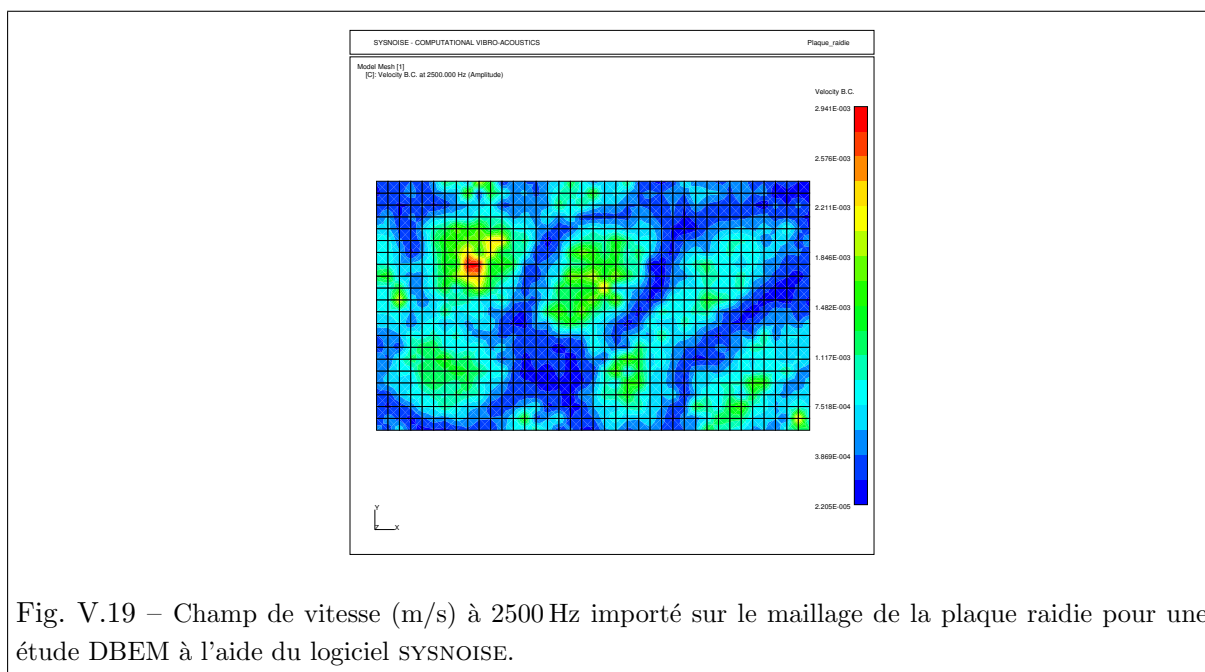 SYSNOISE - COMPUTATIONAL VIBRO-ACOUSTICS Plaque_raidie
Model Mesh [1]
[C]: Velocity B.C. at 2500.000 Hz (Amplitude)
Velocity B.C.
2.941E-003
2.576E-003
2.211E-003
1.846E-003
1.482E-003
1.117E-003
7.518E-004
3.869E-004
2.205E-005
Y
Z X
Fig. V.19 – Champ de vitesse (m/s) à 2500 Hz importé sur le maillage de la plaque raidie pour une
étude DBEM à l'aide du logiciel SYSNOISE.